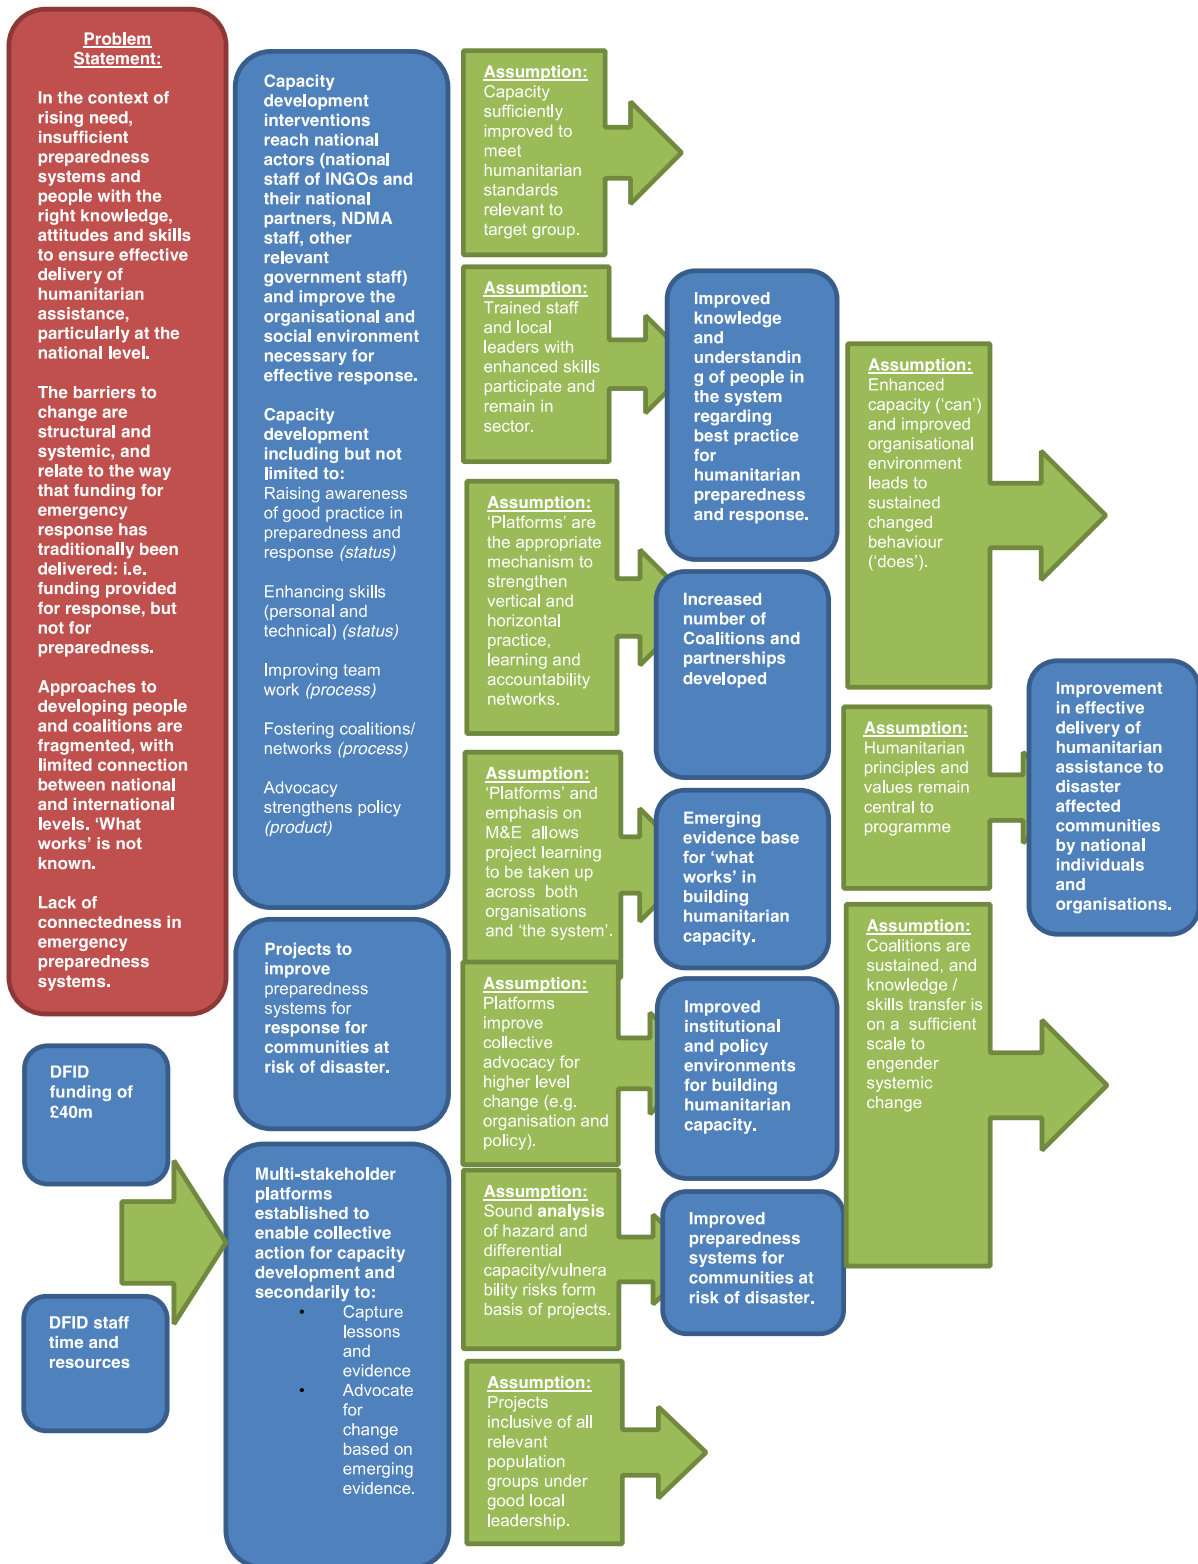 Problem
Statement:
In the context of
rising need,
insufficient
preparedness
systems and
people with the
right knowledge,
attitudes and skills
to ensure effective
delivery of
humanitarian
assistance,
particularly at the
national level.
The barriers to
change are
structural and
systemic, and
relate to the way
that funding for
emergency
response has
traditionally been
delivered: i.e.
funding provided
for response, but
not for
preparedness.
Approaches to
developing people
and coalitions are
fragmented, with
limited connection
between national
and international
levels. ‘What
works’ is not
known.
Lack of
connectedness in
emergency
preparedness
systems.
DFID
funding of
£40m
DFID staff
time and
resources
Capacity
development
interventions
reach national
actors (national
staff of INGOs and
their national
partners, NDMA
staff, other
relevant
government staff)
and improve the
organisational and
social environment
necessary for
effective response.
Capacity
development
including but not
limited to:
Raising awareness
of good practice in
preparedness and
response (status)
Enhancing skills
(personal and
technical) (status)
Improving team
work (process)
Fostering coalitions/
networks (process)
Advocacy
strengthens policy
(product)
Projects to
improve
preparedness
systems for
response for
communities at
risk of disaster.
Multi-stakeholder
platforms
established to
enable collective
action for capacity
development and
secondarily to:
• Capture
lessons
and
evidence
• Advocate
for
change
based on
emerging
evidence.
Assumption:
Capacity
sufficiently
improved to
meet
humanitarian
standards
relevant to
target group.
Assumption:
Trained staff
and local
leaders with
enhanced skills
participate and
remain in
sector.
Assumption:
‘Platforms’ are
the appropriate
mechanism to
strengthen
vertical and
horizontal
practice,
learning and
accountability
networks.
Assumption:
‘Platforms’ and
emphasis on
M&E allows
project learning
to be taken up
across both
organisations
and ‘the system’.
Assumption:
Platforms
improve
collective
advocacy for
higher level
change (e.g.
organisation and
policy).
Assumption:
Sound analysis
of hazard and
differential
capacity/vulnera
bility risks form
basis of projects.
Assumption:
Projects
inclusive of all
relevant
population
groups under
good local
leadership.
Improved
knowledge
and
understandin
g of people in
the system
regarding
best practice
for
humanitarian
preparedness
and response.
Increased
number of
Coalitions and
partnerships
developed
Emerging
evidence base
for ‘what
works’ in
building
humanitarian
capacity.
Improved
institutional
and policy
environments
for building
humanitarian
capacity.
Improved
preparedness
systems for
communities at
risk of disaster.
Assumption:
Enhanced
capacity (‘can’)
and improved
organisational
environment
leads to
sustained
changed
behaviour
(‘does’).
Assumption:
Humanitarian
principles and
values remain
central to
programme
Assumption:
Coalitions are
sustained, and
knowledge /
skills transfer is
on a sufficient
scale to
engender
systemic
change
Improvement
in effective
delivery of
humanitarian
assistance to
disaster
affected
communities
by national
individuals
and
organisations.